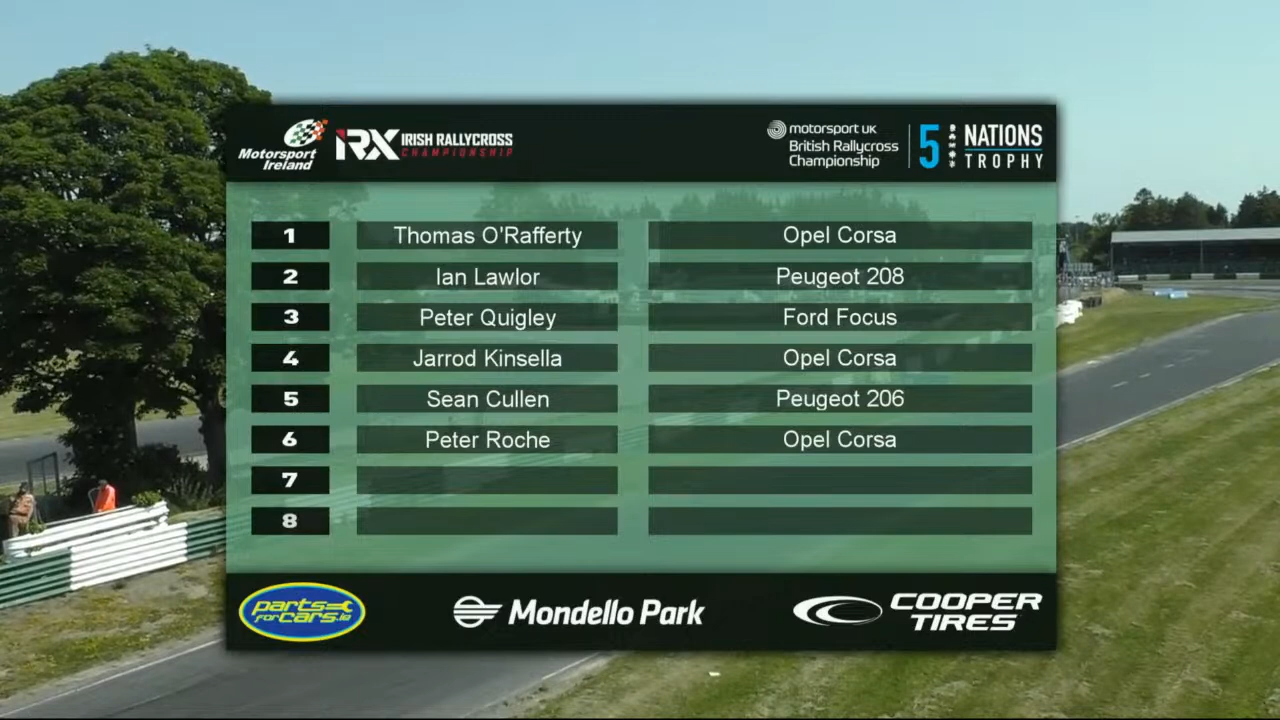 Motorsport
Ireland
iRX IRISH RALLYCROSS
CHAMPIONSHIP
motorsport UK
British Rallycross
Championship
5 NATIONS
TROPHY
1 Thomas O'Rafferty Opel Corsa
2 Ian Lawlor Peugeot 208
3 Peter Quigley Ford Focus
4 Jarrod Kinsella Opel Corsa
5 Sean Cullen Peugeot 206
6 Peter Roche Opel Corsa
7
8
parts
forcars.ie
Mondello Park
COOPER
TIRES